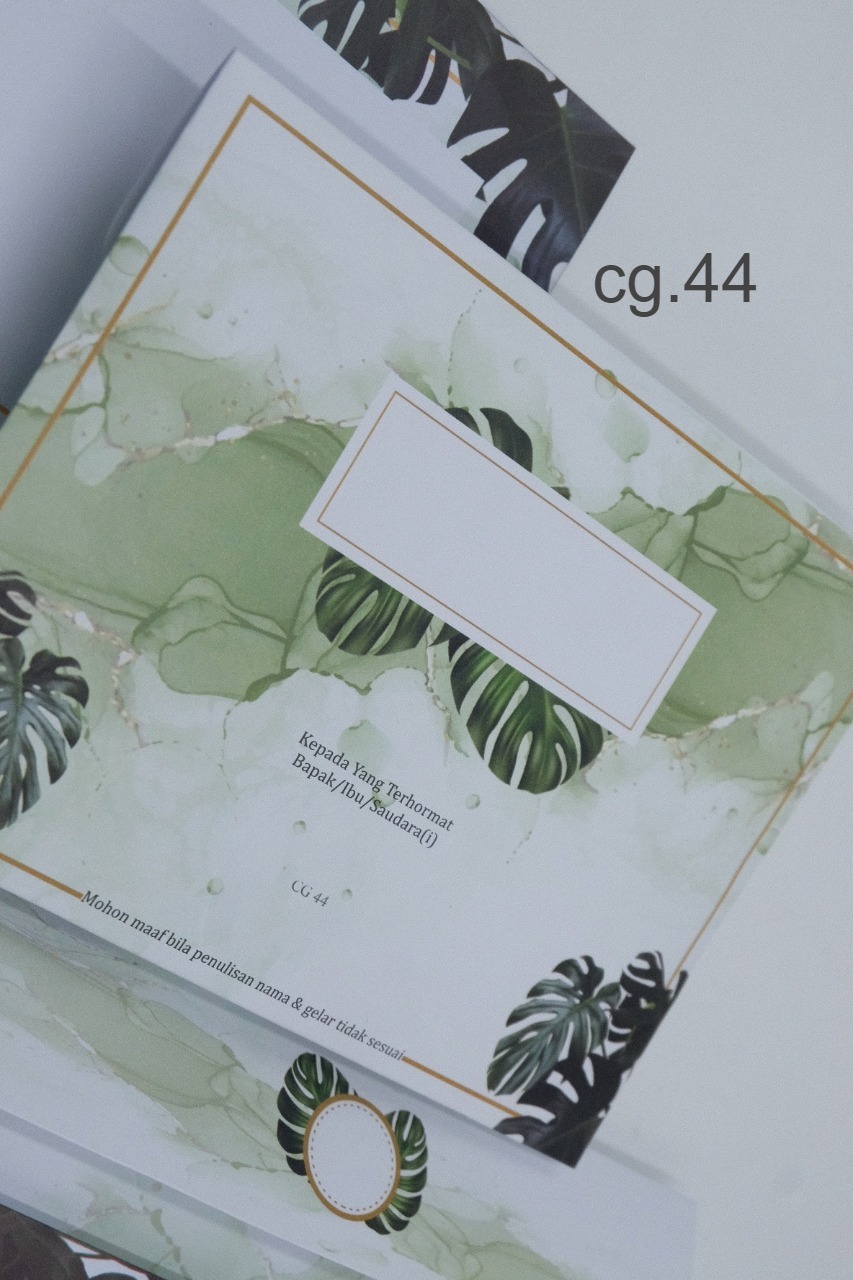 cg.44
Kepada Yang Terhormat
Bapak/Ibu/Saudara(i)
CG 44
Mohon maaf bila penulisan nama & gelar tidak sesuai